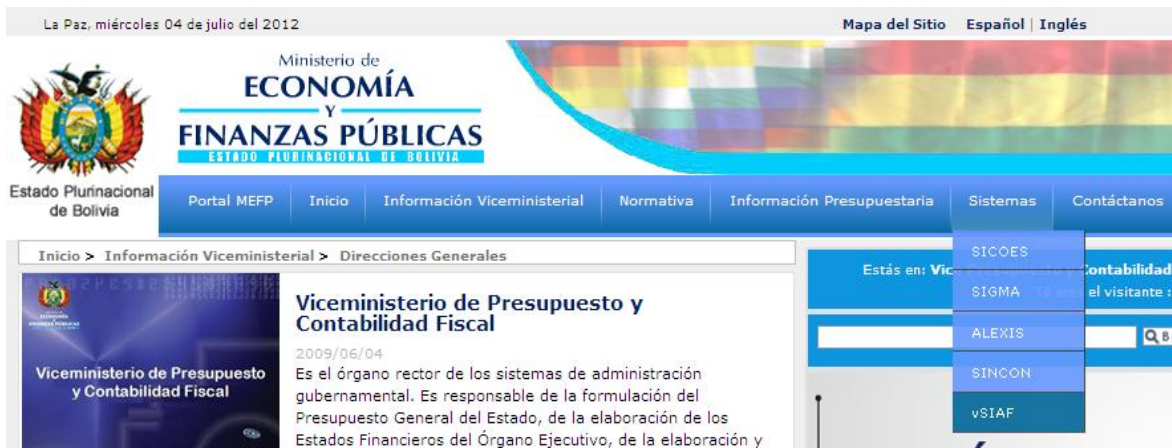 La Paz, miércoles 04 de julio del 2012
Mapa del Sitio Español | Inglés
Ministerio de
ECONOMÍA
Y
FINANZAS PÚBLICAS
ESTADO PLURINACIONAL DE BOLIVIA
Estado Plurinacional
de Bolivia
Portal MEFP Inicio Información Viceministerial Normativa Información Presupuestaria Sistemas Contáctanos
SICOES
SIGMA
ALEXIS
SINCON
vSIAF
Inicio > Información Viceministerial > Direcciones Generales
Viceministerio de Presupuesto
y Contabilidad Fiscal
Viceministerio de Presupuesto y
Contabilidad Fiscal
2009/06/04
Es el órgano rector de los sistemas de administración
gubernamental. Es responsable de la formulación del
Presupuesto General del Estado, de la elaboración de los
Estados Financieros del Órgano Ejecutivo, de la elaboración y
Estás en: Contabilidad
el visitante :